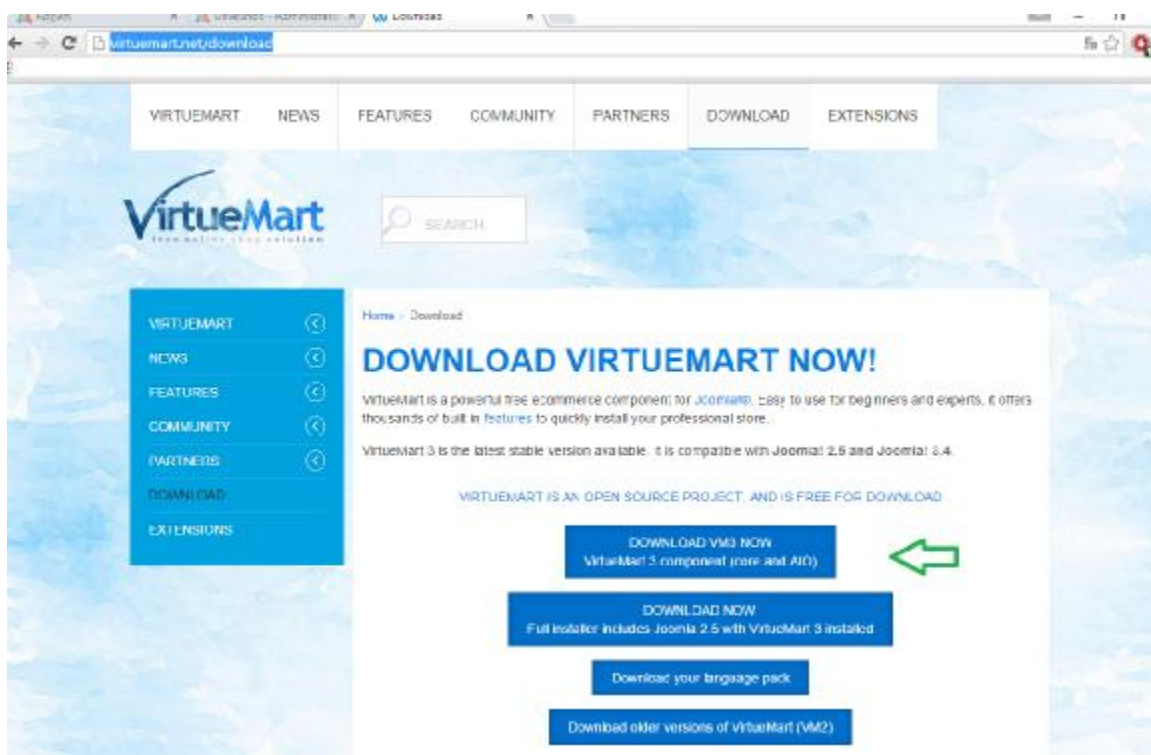 Download
virtuemart.net/download
VIRTUEMART NEWS FEATURES COMMUNITY PARTNERS DOWNLOAD EXTENSIONS
VirtueMart
free online shop solution
SEARCH
VIRTUEMART
NEWS
FEATURES
COMMUNITY
PARTNERS
DOWNLOAD
EXTENSIONS
Home Download
DOWNLOAD VIRTUEMART NOW!
VirtueMart is a powerful free ecommerce component for Joomla!®. Easy to use for beginners and experts, it offers
thousands of built in features to quickly install your professional store.
VirtueMart 3 is the latest stable version available. It is compatible with Joomla! 2.5 and Joomla! 3.4.
VIRTUEMART IS AN OPEN SOURCE PROJECT, AND IS FREE FOR DOWNLOAD
DOWNLOAD VM3 NOW
VirtueMart 3 component (core and AIO)
DOWNLOAD NOW
Full installer includes Joomla 2.5 with VirtueMart 3 installed
Download your language pack
Download older versions of VirtueMart (VM2)